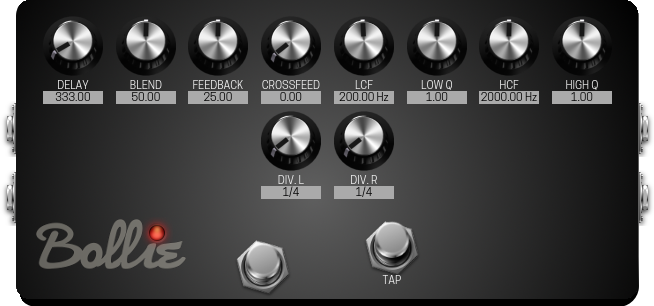 DELAY BLEND FEEDBACK CROSSFEED LCF LOW Q HCF HIGH Q
333.00 50.00 25.00 0.00 200.00 Hz 1.00 2000.00 Hz 1.00
DIV. L DIV. R
1/4 1/4
Bollie
TAP